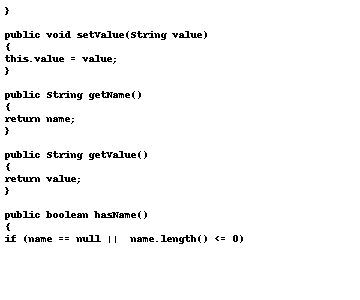 }
public void setValue(String value)
{
this.value = value;
}
public String getName()
{
return name;
}
public String getValue()
{
return value;
}
public boolean hasName()
{
if (name == null ||  name.length() <= 0)